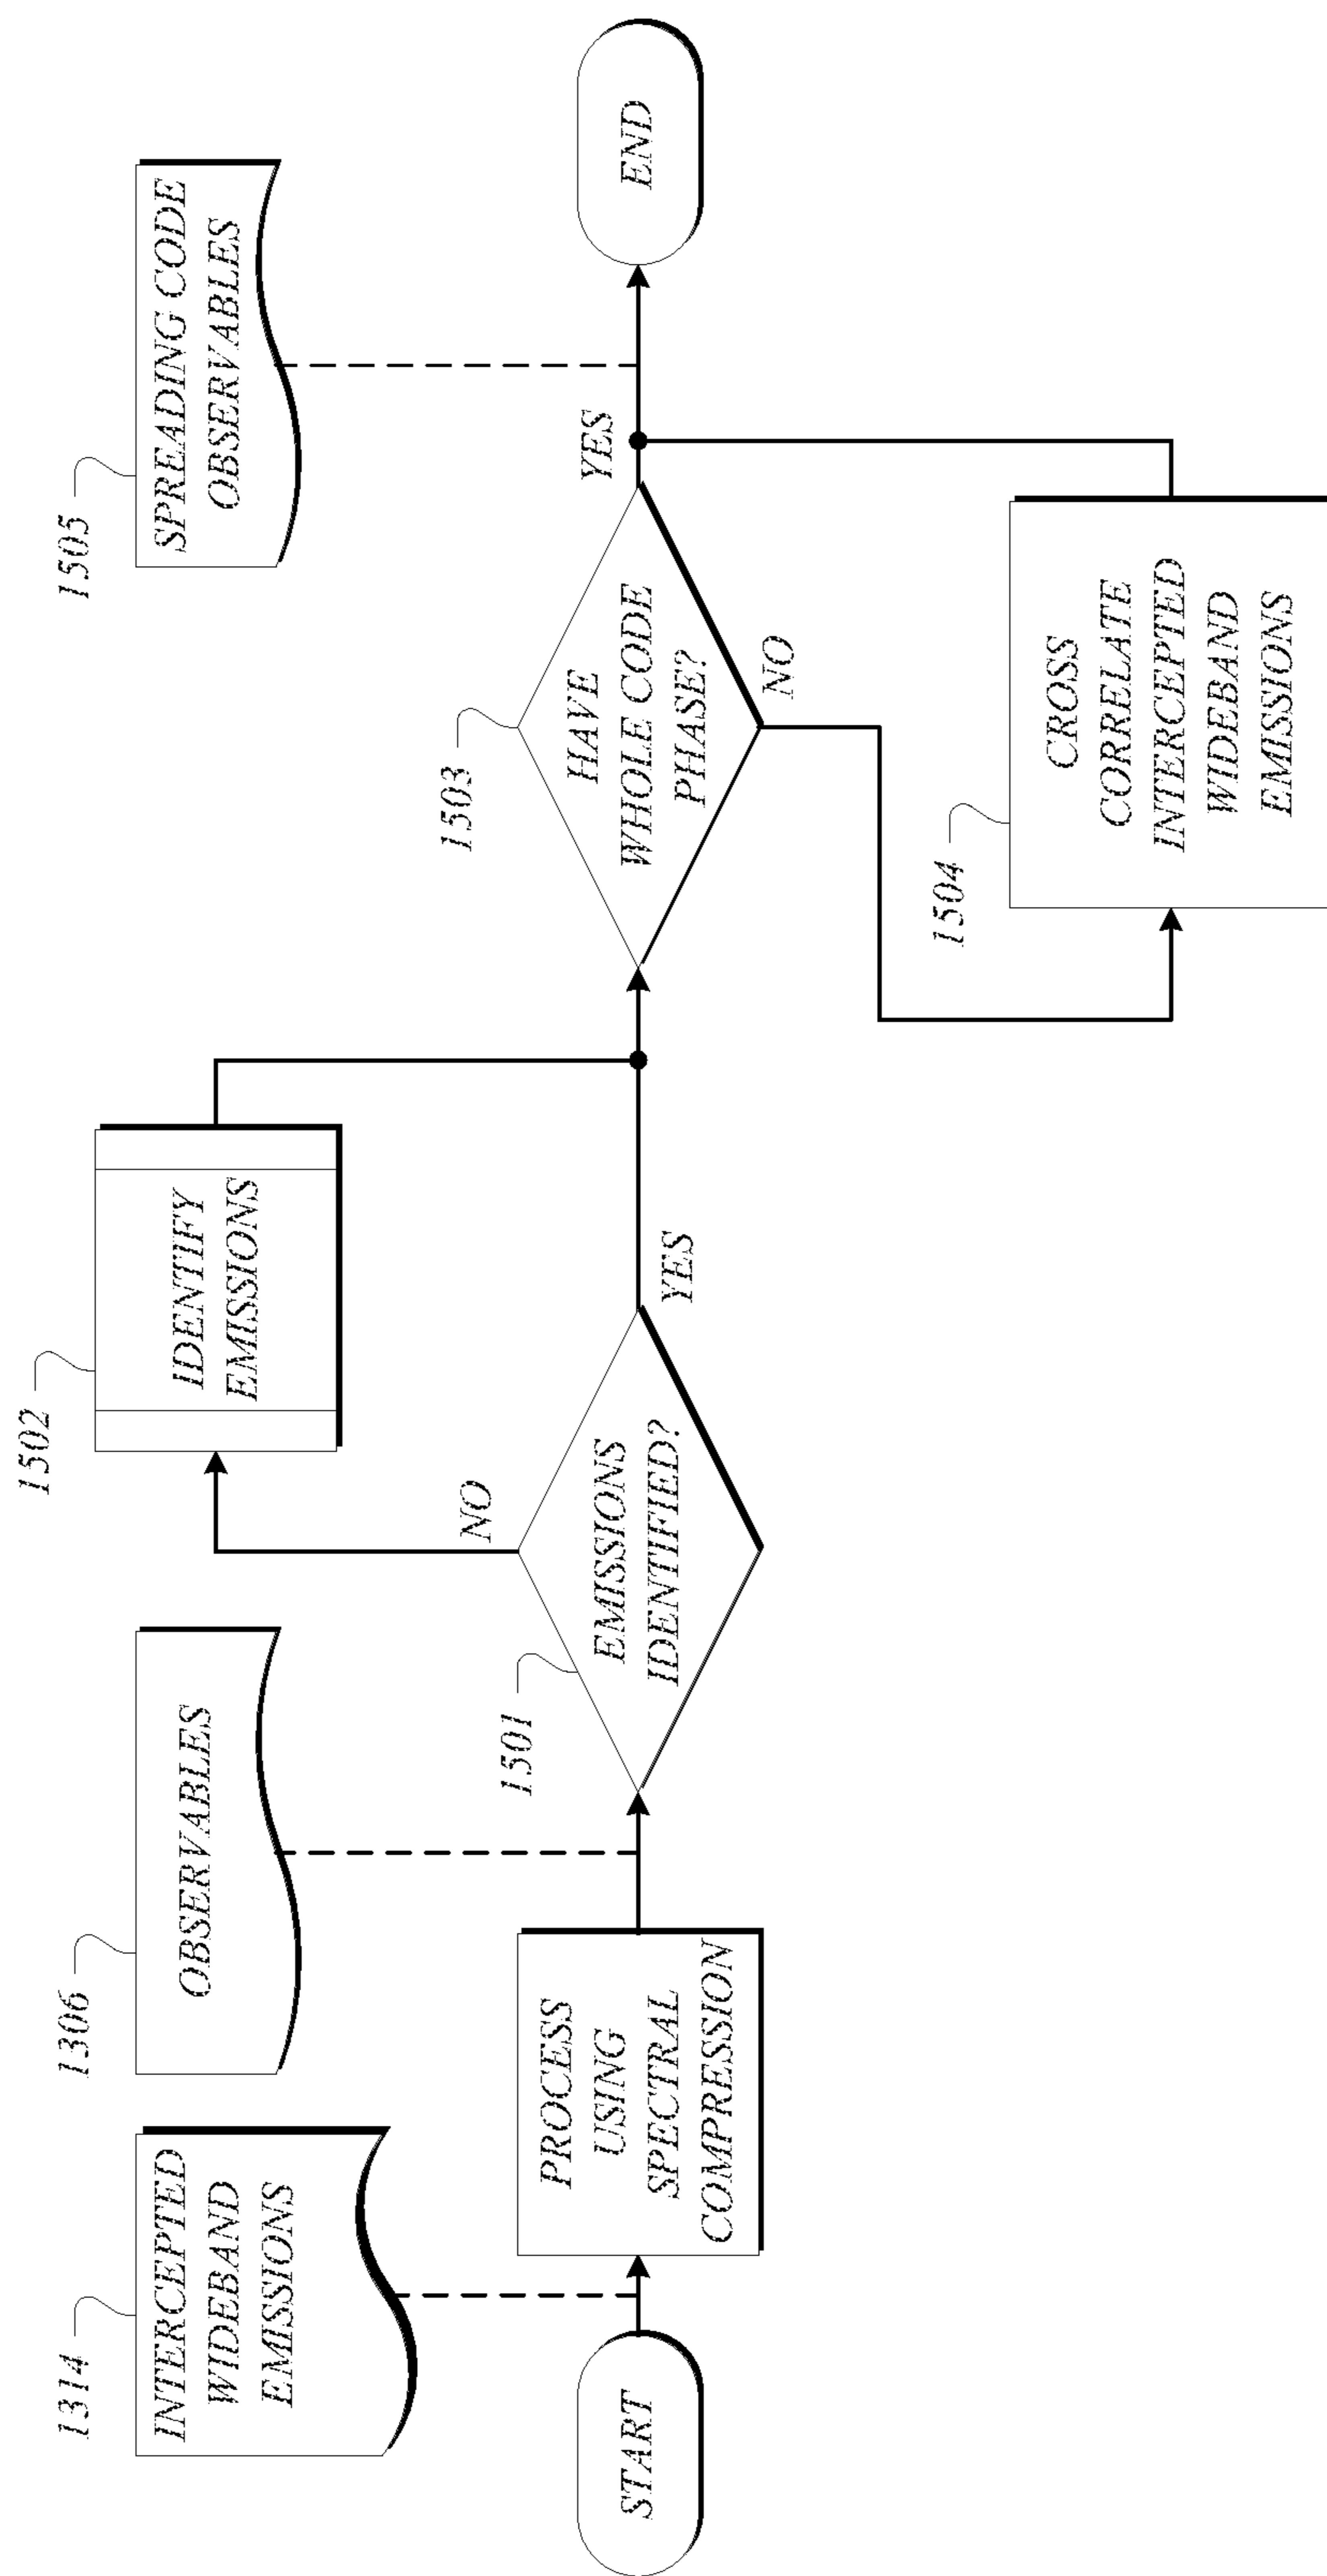 START
1314
INTERCEPTED
WIDEBAND
EMISSIONS
PROCESS
USING
SPECTRAL
COMPRESSION
1306
OBSERVABLES
1501
EMISSIONS
IDENTIFIED?
NO
YES
1502
IDENTIFY
EMISSIONS
1503
HAVE
WHOLE CODE
PHASE?
NO
YES
1504
CROSS
CORRELATE
INTERCEPTED
WIDEBAND
EMISSIONS
1505
SPREADING CODE
OBSERVABLES
END